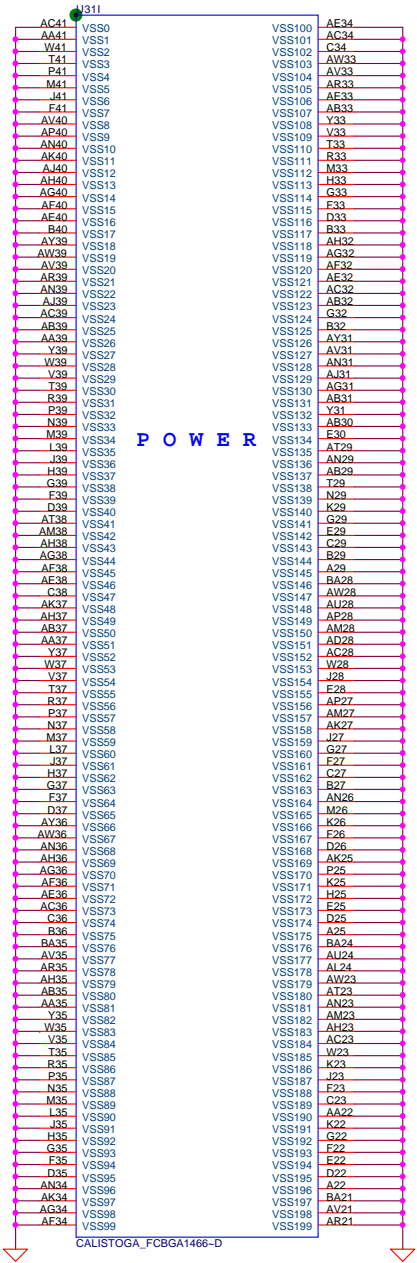 U31I
AC41 VSS0 VSS100 AE34
AA41 VSS1 VSS101 AC34
W41 VSS2 VSS102 C34
T41 VSS3 VSS103 AW33
P41 VSS4 VSS104 AV33
M41 VSS5 VSS105 AR33
J41 VSS6 VSS106 AE33
F41 VSS7 VSS107 AB33
AV40 VSS8 VSS108 Y33
AP40 VSS9 VSS109 V33
AN40 VSS10 VSS110 T33
AK40 VSS11 VSS111 R33
AJ40 VSS12 VSS112 M33
AH40 VSS13 VSS113 H33
AG40 VSS14 VSS114 G33
AF40 VSS15 VSS115 F33
AE40 VSS16 VSS116 D33
B40 VSS17 VSS117 B33
AY39 VSS18 VSS118 AH32
AW39 VSS19 VSS119 AG32
AV39 VSS20 VSS120 AF32
AR39 VSS21 VSS121 AE32
AN39 VSS22 VSS122 AC32
AJ39 VSS23 VSS123 AB32
AC39 VSS24 VSS124 G32
AB39 VSS25 VSS125 B32
AA39 VSS26 VSS126 AY31
Y39 VSS27 VSS127 AV31
W39 VSS28 VSS128 AN31
V39 VSS29 VSS129 AJ31
T39 VSS30 VSS130 AG31
R39 VSS31 VSS131 AB31
P39 VSS32 VSS132 Y31
N39 VSS33 VSS133 AB30
M39 VSS34 P O W E R VSS134 E30
L39 VSS35 VSS135 AT29
J39 VSS36 VSS136 AN29
H39 VSS37 VSS137 AB29
G39 VSS38 VSS138 T29
F39 VSS39 VSS139 N29
D39 VSS40 VSS140 K29
AT38 VSS41 VSS141 G29
AM38 VSS42 VSS142 E29
AH38 VSS43 VSS143 C29
AG38 VSS44 VSS144 B29
AF38 VSS45 VSS145 A29
AE38 VSS46 VSS146 BA28
C38 VSS47 VSS147 AW28
AK37 VSS48 VSS148 AU28
AH37 VSS49 VSS149 AP28
AB37 VSS50 VSS150 AM28
AA37 VSS51 VSS151 AD28
Y37 VSS52 VSS152 AC28
W37 VSS53 VSS153 W28
V37 VSS54 VSS154 J28
T37 VSS55 VSS155 E28
R37 VSS56 VSS156 AP27
P37 VSS57 VSS157 AM27
N37 VSS58 VSS158 AK27
M37 VSS59 VSS159 J27
L37 VSS60 VSS160 G27
J37 VSS61 VSS161 F27
H37 VSS62 VSS162 C27
G37 VSS63 VSS163 B27
F37 VSS64 VSS164 AN26
D37 VSS65 VSS165 M26
AY36 VSS66 VSS166 K26
AW36 VSS67 VSS167 F26
AN36 VSS68 VSS168 D26
AH36 VSS69 VSS169 AK25
AG36 VSS70 VSS170 P25
AF36 VSS71 VSS171 K25
AE36 VSS72 VSS172 H25
AC36 VSS73 VSS173 E25
C36 VSS74 VSS174 D25
B36 VSS75 VSS175 A25
BA35 VSS76 VSS176 BA24
AV35 VSS77 VSS177 AU24
AR35 VSS78 VSS178 AL24
AH35 VSS79 VSS179 AW23
AB35 VSS80 VSS180 AT23
AA35 VSS81 VSS181 AN23
Y35 VSS82 VSS182 AM23
W35 VSS83 VSS183 AH23
V35 VSS84 VSS184 AC23
T35 VSS85 VSS185 W23
R35 VSS86 VSS186 K23
P35 VSS87 VSS187 J23
N35 VSS88 VSS188 F23
M35 VSS89 VSS189 C23
L35 VSS90 VSS190 AA22
J35 VSS91 VSS191 K22
H35 VSS92 VSS192 G22
G35 VSS93 VSS193 F22
F35 VSS94 VSS194 E22
D35 VSS95 VSS195 D22
AN34 VSS96 VSS196 A22
AK34 VSS97 VSS197 BA21
AG34 VSS98 VSS198 AV21
AF34 VSS99 VSS199 AR21
CALISTOGA_FCBGA1466~D